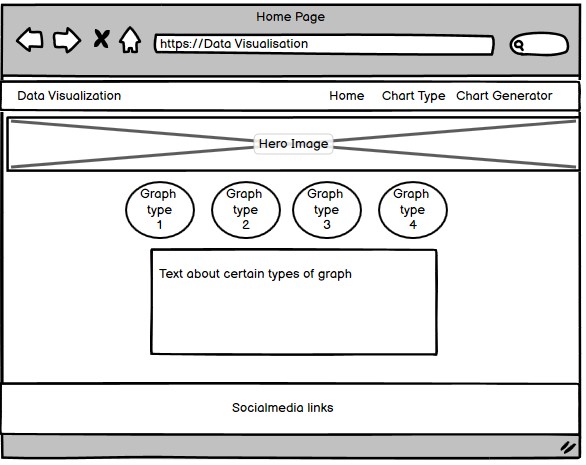 Home Page
https://Data Visualisation
Data Visualization
Home
Chart Type
Chart Generator
Hero Image
Graph
type
1
Graph
type
2
Graph
type
3
Graph
type
4
Text about certain types of graph
Socialmedia links